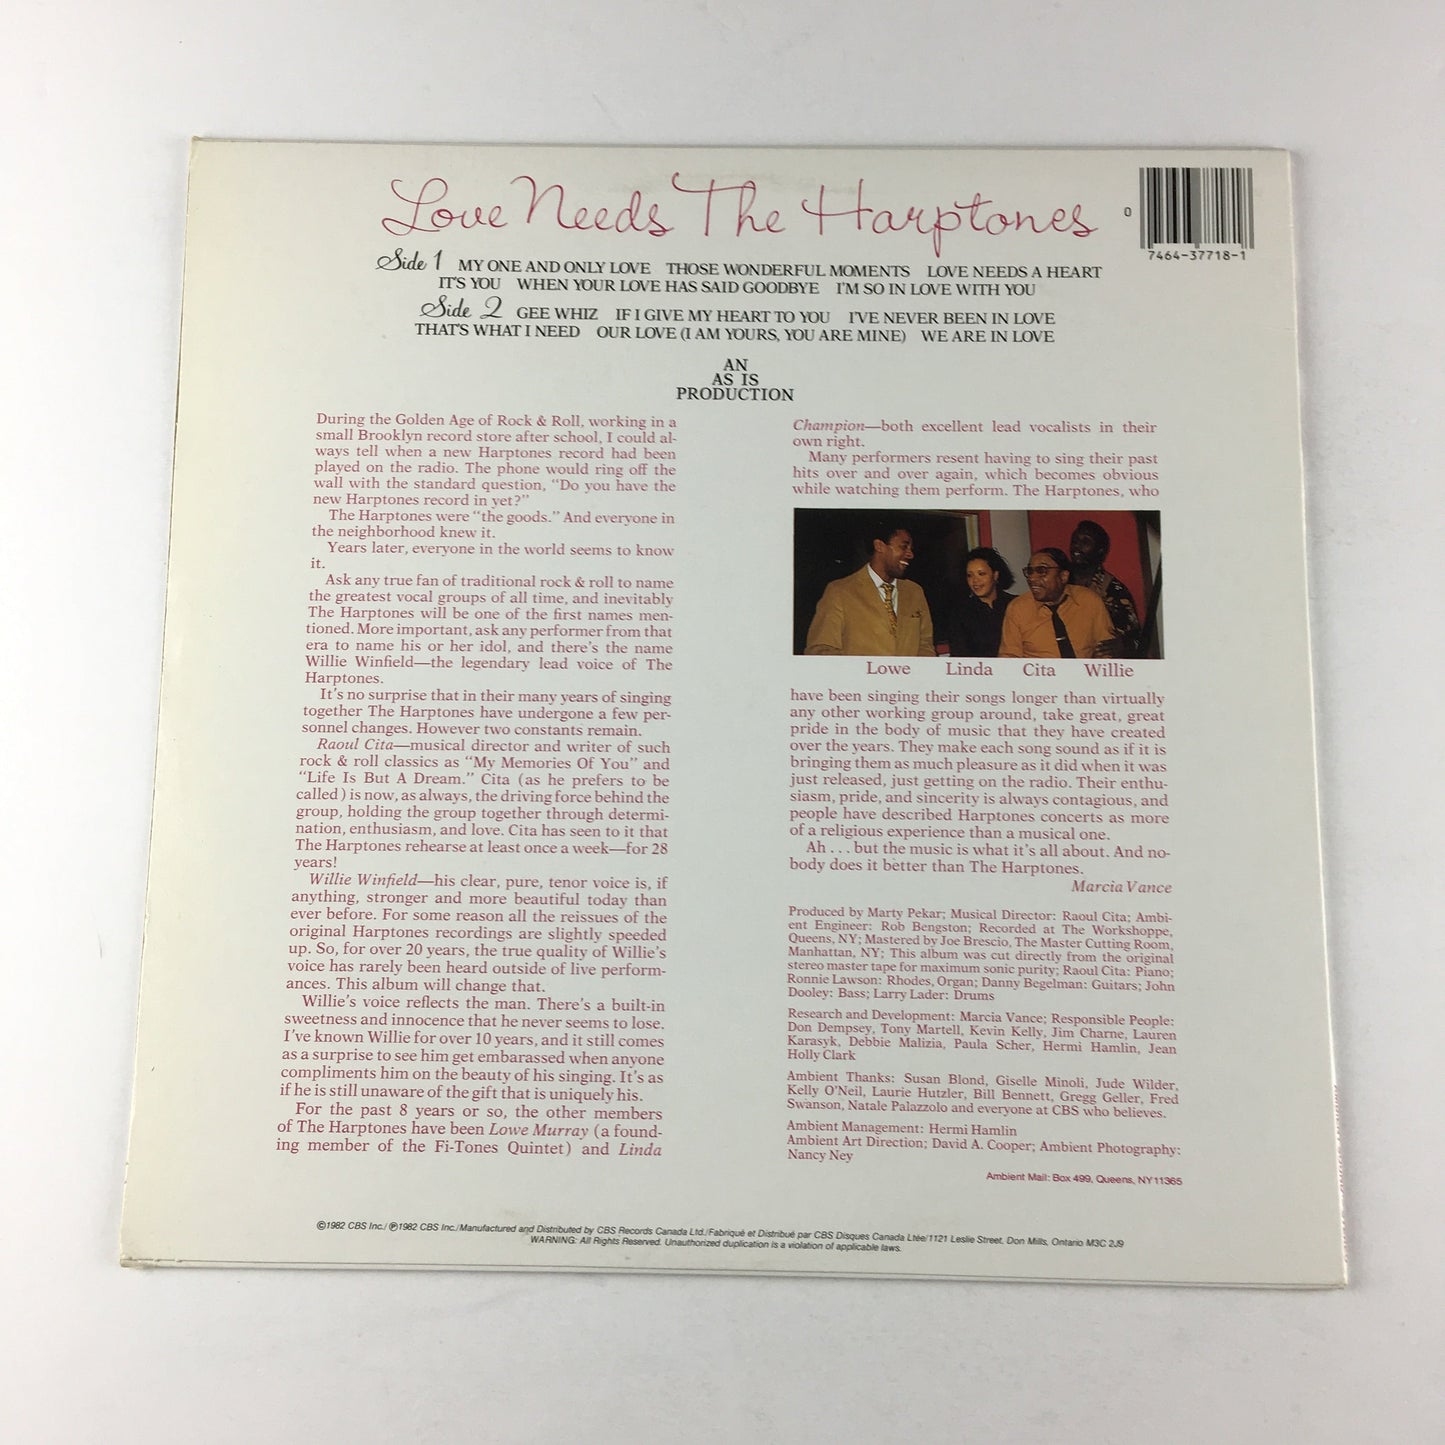 Love Needs The Harptones
0
7464-37718-1
Side 1 MY ONE AND ONLY LOVE THOSE WONDERFUL MOMENTS LOVE NEEDS A HEART
IT'S YOU WHEN YOUR LOVE HAS SAID GOODBYE I'M SO IN LOVE WITH YOU
Side 2 GEE WHIZ IF I GIVE MY HEART TO YOU I'VE NEVER BEEN IN LOVE
THAT'S WHAT I NEED OUR LOVE (I AM YOURS, YOU ARE MINE) WE ARE IN LOVE
AN
AS IS
PRODUCTION
During the Golden Age of Rock & Roll, working in a
small Brooklyn record store after school, I could al-
ways tell when a new Harptones record had been
played on the radio. The phone would ring off the
wall with the standard question, "Do you have the
new Harptones record in yet?"
The Harptones were "the goods." And everyone in
the neighborhood knew it.
Years later, everyone in the world seems to know
it.
Ask any true fan of traditional rock & roll to name
the greatest vocal groups of all time, and inevitably
The Harptones will be one of the first names men-
tioned. More important, ask any performer from that
era to name his or her idol, and there's the name
Willie Winfield—the legendary lead voice of The
Harptones.
It's no surprise that in their many years of singing
together The Harptones have undergone a few per-
sonnel changes. However two constants remain.
Raoul Cita—musical director and writer of such
rock & roll classics as "My Memories Of You" and
"Life Is But A Dream." Cita (as he prefers to be
called) is now, as always, the driving force behind the
group, holding the group together through determi-
nation, enthusiasm, and love. Cita has seen to it that
The Harptones rehearse at least once a week—for 28
years!
Willie Winfield—his clear, pure, tenor voice is, if
anything, stronger and more beautiful today than
ever before. For some reason all the reissues of the
original Harptones recordings are slightly speeded
up. So, for over 20 years, the true quality of Willie's
voice has rarely been heard outside of live perform-
ances. This album will change that.
Willie's voice reflects the man. There's a built-in
sweetness and innocence that he never seems to lose.
I've known Willie for over 10 years, and it still comes
as a surprise to see him get embarassed when anyone
compliments him on the beauty of his singing. It's as
if he is still unaware of the gift that is uniquely his.
For the past 8 years or so, the other members
of The Harptones have been Lowe Murray (a found-
ing member of the Fi-Tones Quintet) and Linda
Champion—both excellent lead vocalists in their
own right.
Many performers resent having to sing their past
hits over and over again, which becomes obvious
while watching them perform. The Harptones, who
Lowe Linda Cita Willie
have been singing their songs longer than virtually
any other working group around, take great, great
pride in the body of music that they have created
over the years. They make each song sound as if it is
bringing them as much pleasure as it did when it was
just released, just getting on the radio. Their enthu-
siasm, pride, and sincerity is always contagious, and
people have described Harptones concerts as more
of a religious experience than a musical one.
Ah . . . but the music is what it's all about. And no-
body does it better than The Harptones.
Marcia Vance
Produced by Marty Pekar; Musical Director: Raoul Cita; Ambi-
ent Engineer: Rob Bengston; Recorded at The Workshoppe,
Queens, NY; Mastered by Joe Brescio, The Master Cutting Room,
Manhattan, NY; This album was cut directly from the original
stereo master tape for maximum sonic purity; Raoul Cita: Piano;
Ronnie Lawson: Rhodes, Organ; Danny Begelman: Guitars; John
Dooley: Bass; Larry Lader: Drums
Research and Development: Marcia Vance; Responsible People:
Don Dempsey, Tony Martell, Kevin Kelly, Jim Charne, Lauren
Karasyk, Debbie Malizia, Paula Scher, Hermi Hamlin, Jean
Holly Clark
Ambient Thanks: Susan Blond, Giselle Minoli, Jude Wilder,
Kelly O'Neil, Laurie Hutzler, Bill Bennett, Gregg Geller, Fred
Swanson, Natale Palazzolo and everyone at CBS who believes.
Ambient Management: Hermi Hamlin
Ambient Art Direction; David A. Cooper; Ambient Photography:
Nancy Ney
Ambient Mail: Box 499, Queens, NY 11365
©1982 CBS Inc./ ℗1982 CBS Inc./Manufactured and Distributed by CBS Records Canada Ltd./Fabriqué et Distribué par CBS Disques Canada Ltée/1121 Leslie Street, Don Mills, Ontario M3C 2J9
WARNING: All Rights Reserved. Unauthorized duplication is a violation of applicable laws.